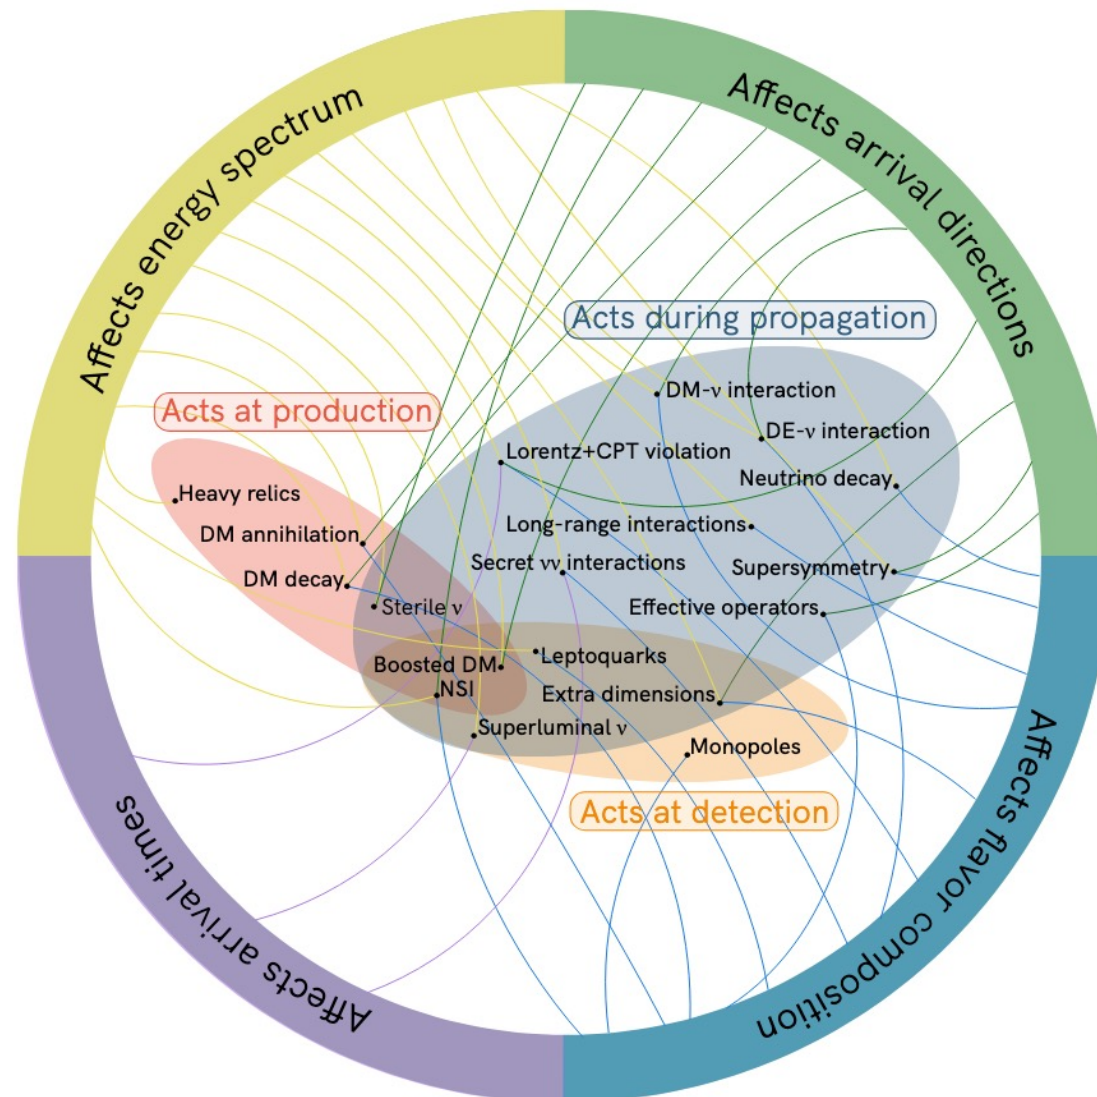 Affects energy spectrum
Affects arrival directions
Acts during propagation
DM-ν interaction
Acts at production
DE-ν interaction
Lorentz+CPT violation
Neutrino decay
Heavy relics
Long-range interactions
DM annihilation
Secret νν interactions
Supersymmetry
DM decay
Sterile ν
Effective operators
Leptoquarks
Boosted DM
NSI
Extra dimensions
Superluminal ν
Monopoles
Acts at detection
Affects arrival times
Affects flavor composition